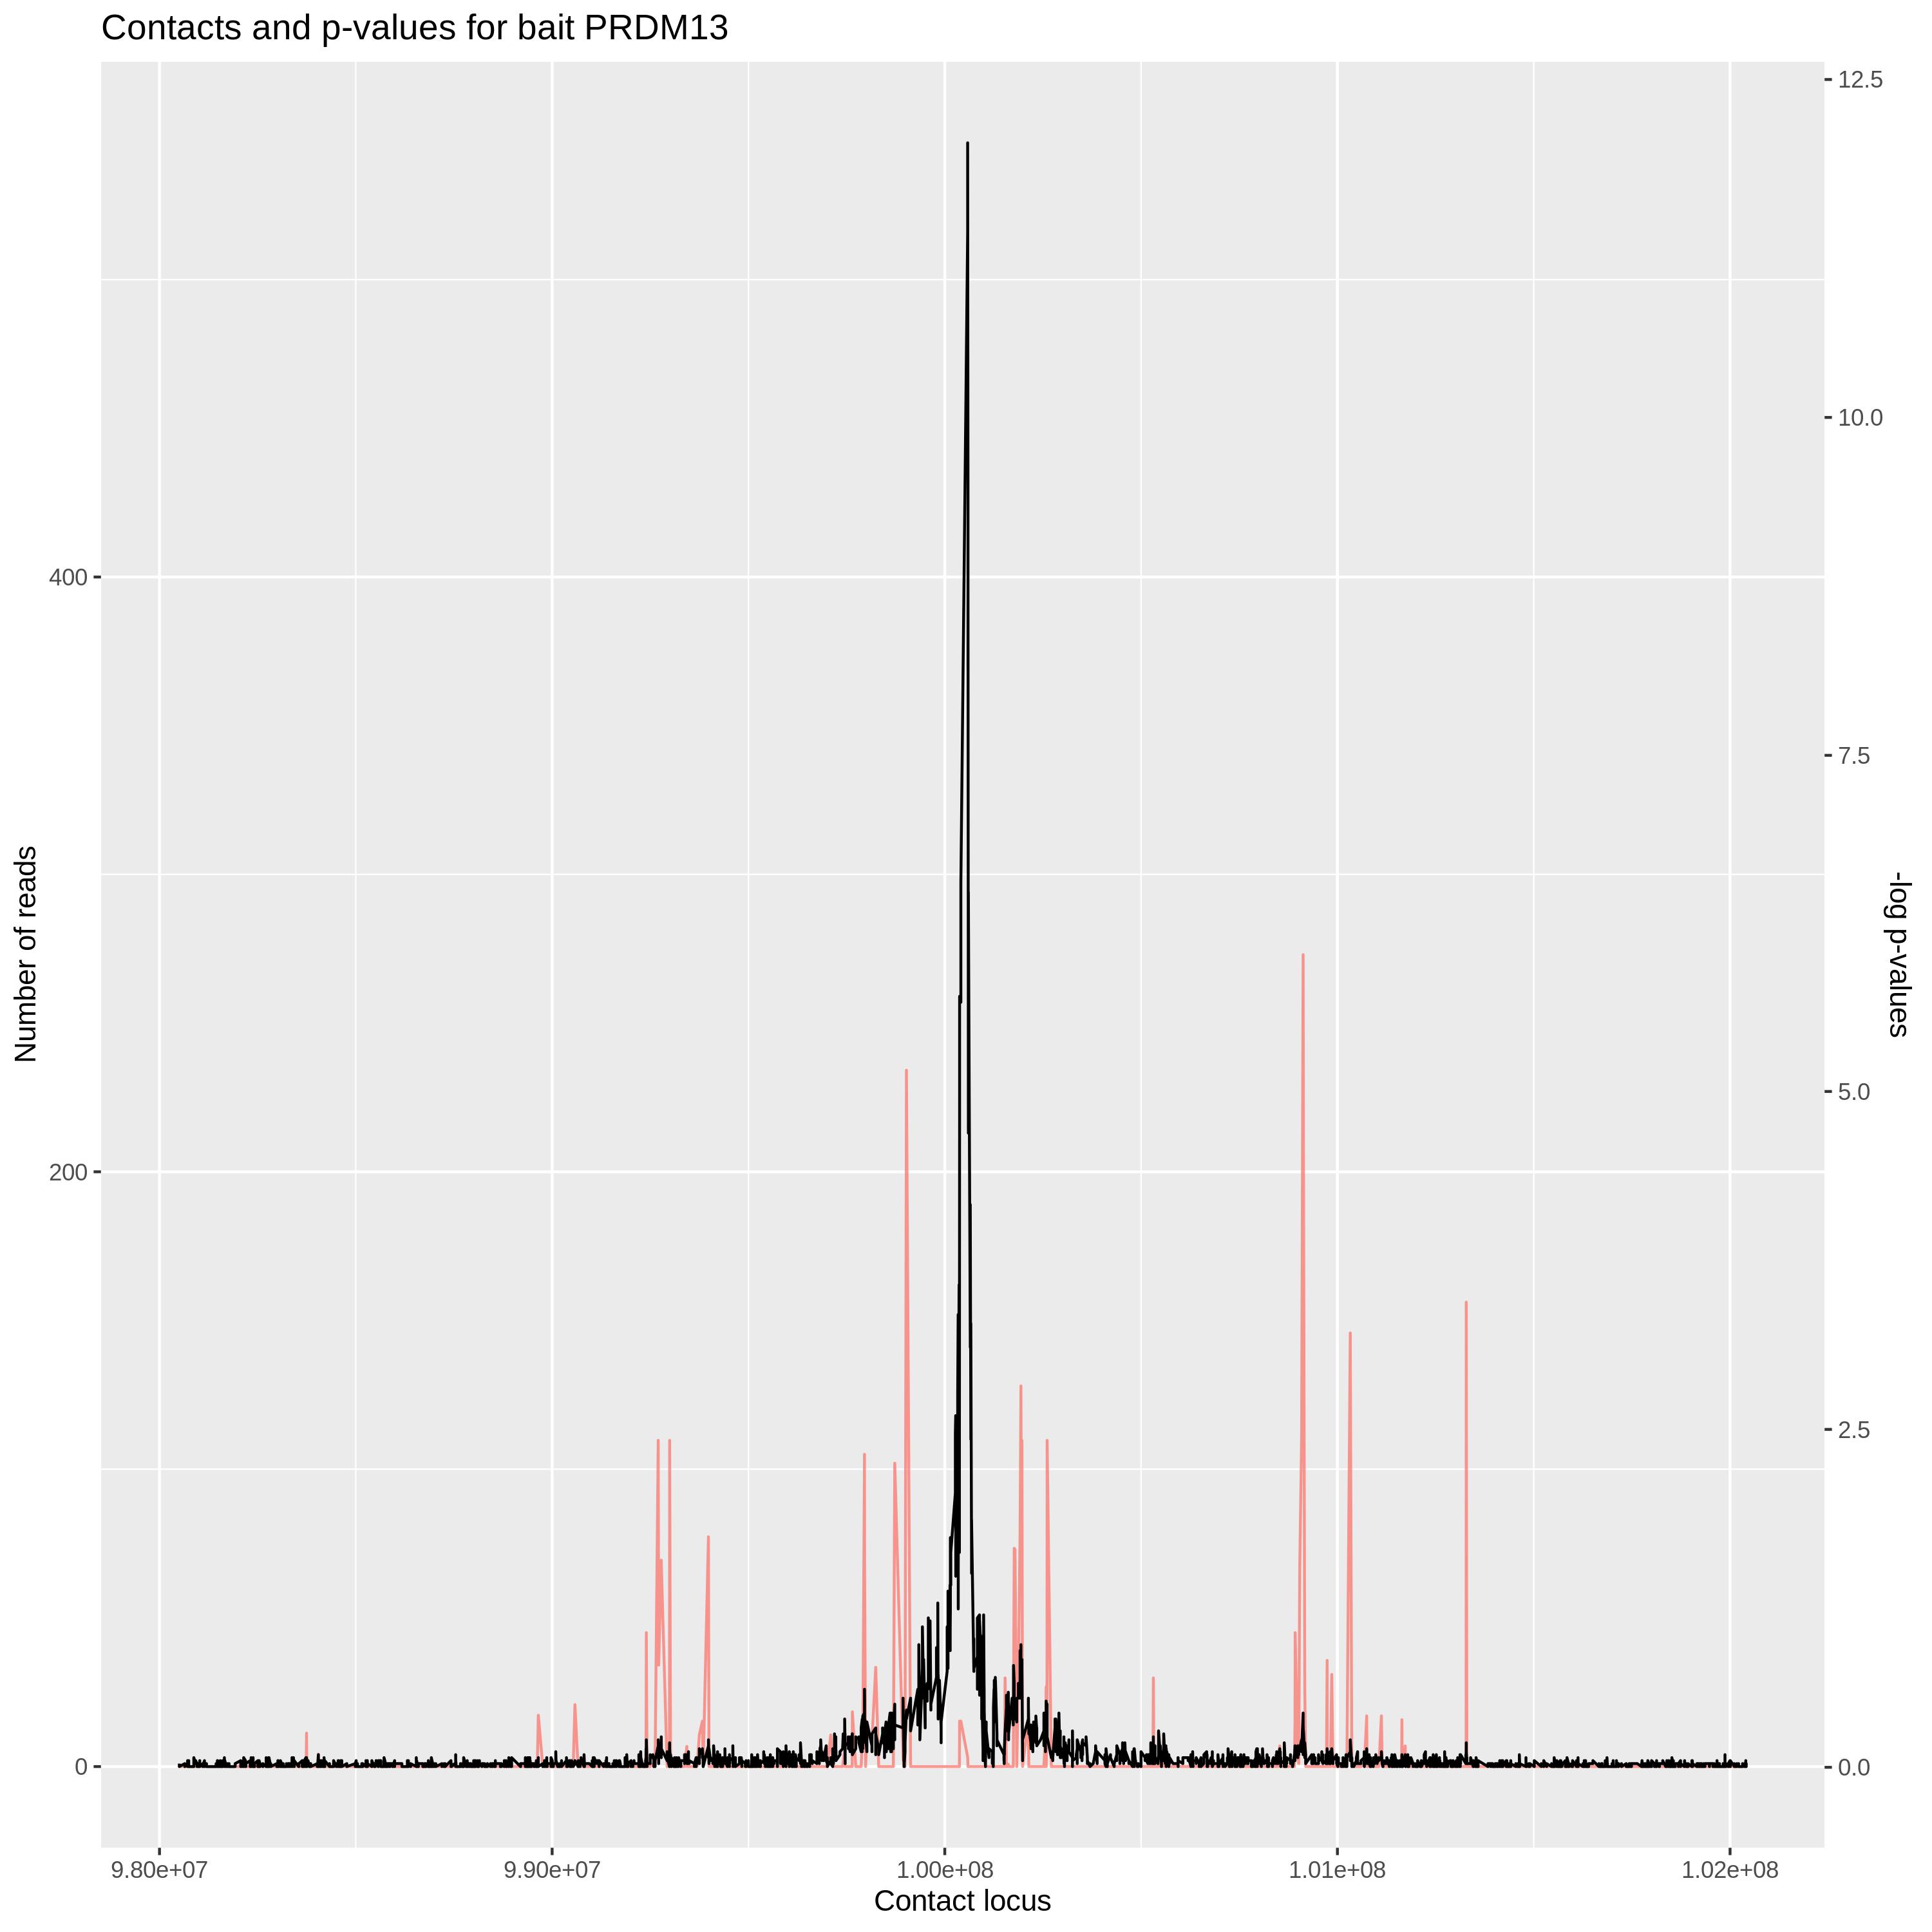 Contacts and p-values for bait PRDM13
Number of reads
400
200
0
12.5
10.0
7.5
5.0
2.5
0.0
-log p-values
9.80e+07 9.90e+07 1.00e+08 1.01e+08 1.02e+08
Contact locus